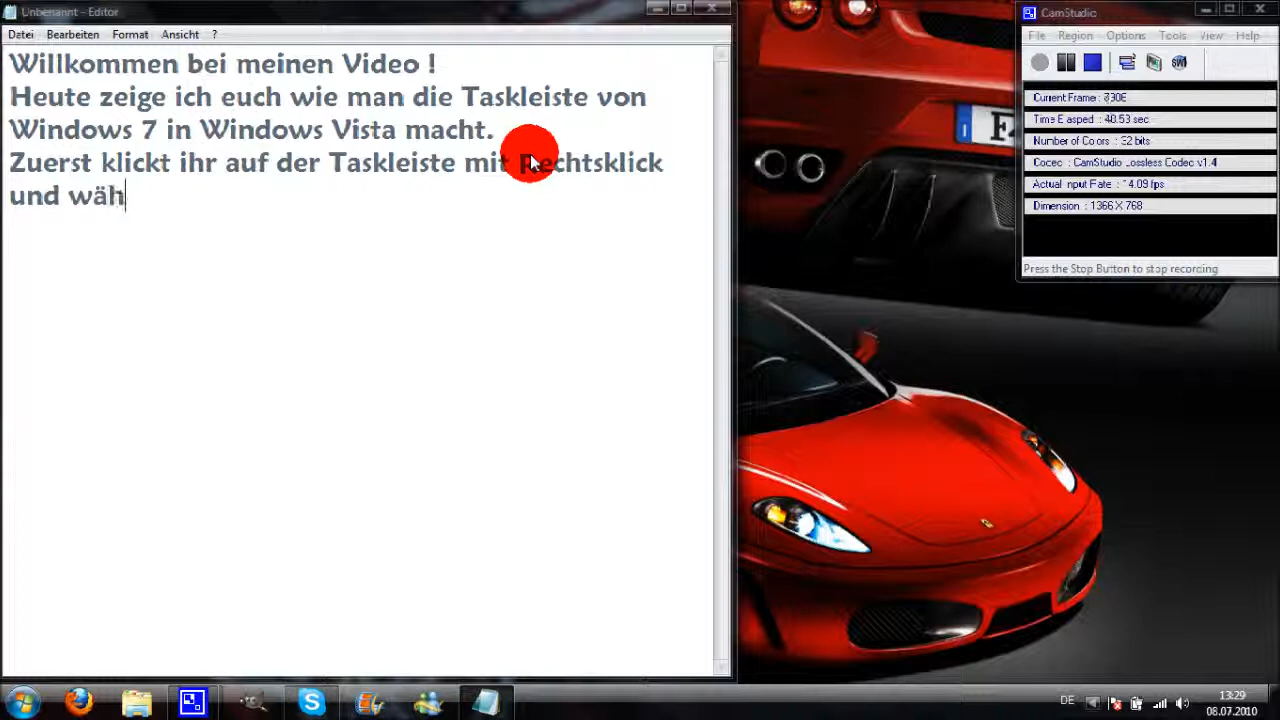 Unbenannt - Editor
Datei Bearbeiten Format Ansicht ?
Willkommen bei meinen Video !
Heute zeige ich euch wie man die Taskleiste von
Windows 7 in Windows Vista macht.
Zuerst klickt ihr auf der Taskleiste mit Rechtsklick
und wäh
CamStudio
File Region Options Tools View Help
Current Frame :
Time Elapsed : 40.53 sec.
Number of Colors : 32 bits
Codec : CamStudio Lossless Codec v1.4
Actual Input Rate : 14.09 fps
Dimension : 1366 X 768
Press the Stop Button to stop recording
DE
13:29
08.07.2010